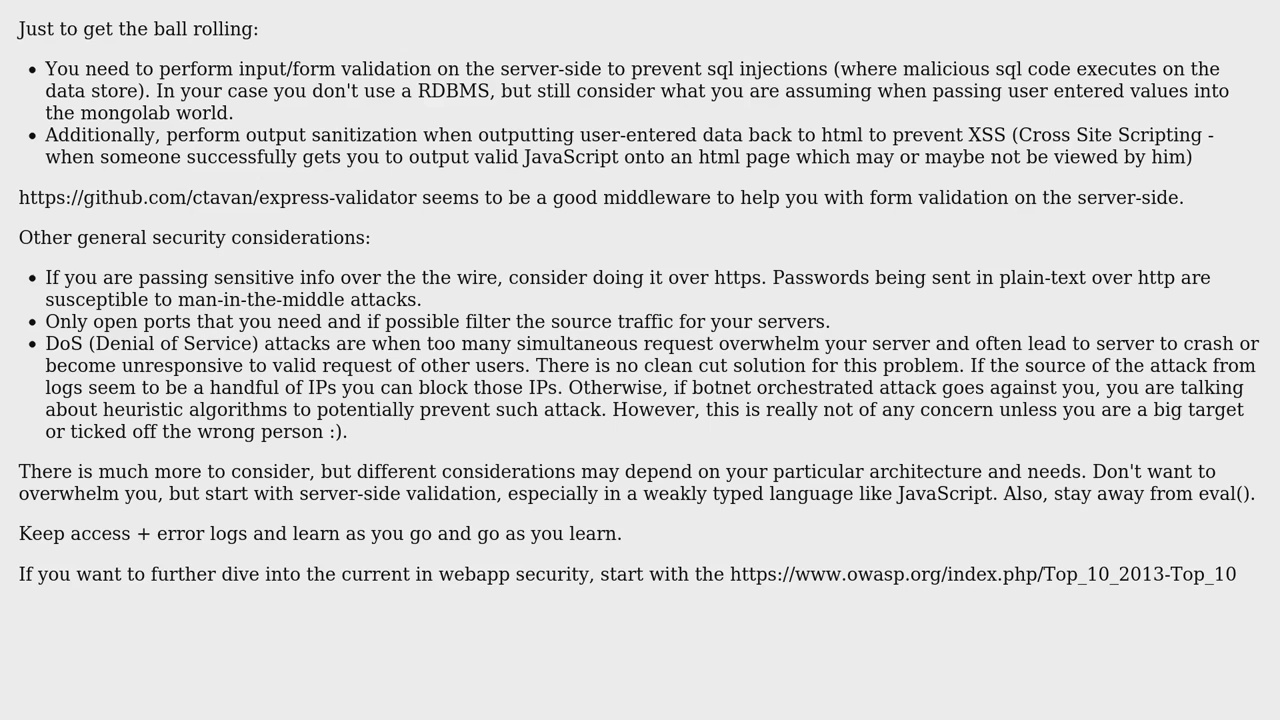 Just to get the ball rolling:
• You need to perform input/form validation on the server-side to prevent sql injections (where malicious sql code executes on the
data store). In your case you don't use a RDBMS, but still consider what you are assuming when passing user entered values into
the mongolab world.
• Additionally, perform output sanitization when outputting user-entered data back to html to prevent XSS (Cross Site Scripting -
when someone successfully gets you to output valid JavaScript onto an html page which may or maybe not be viewed by him)
https://github.com/ctavan/express-validator seems to be a good middleware to help you with form validation on the server-side.
Other general security considerations:
• If you are passing sensitive info over the the wire, consider doing it over https. Passwords being sent in plain-text over http are
susceptible to man-in-the-middle attacks.
• Only open ports that you need and if possible filter the source traffic for your servers.
• DoS (Denial of Service) attacks are when too many simultaneous request overwhelm your server and often lead to server to crash or
become unresponsive to valid request of other users. There is no clean cut solution for this problem. If the source of the attack from
logs seem to be a handful of IPs you can block those IPs. Otherwise, if botnet orchestrated attack goes against you, you are talking
about heuristic algorithms to potentially prevent such attack. However, this is really not of any concern unless you are a big target
or ticked off the wrong person :).
There is much more to consider, but different considerations may depend on your particular architecture and needs. Don't want to
overwhelm you, but start with server-side validation, especially in a weakly typed language like JavaScript. Also, stay away from eval().
Keep access + error logs and learn as you go and go as you learn.
If you want to further dive into the current in webapp security, start with the https://www.owasp.org/index.php/Top_10_2013-Top_10